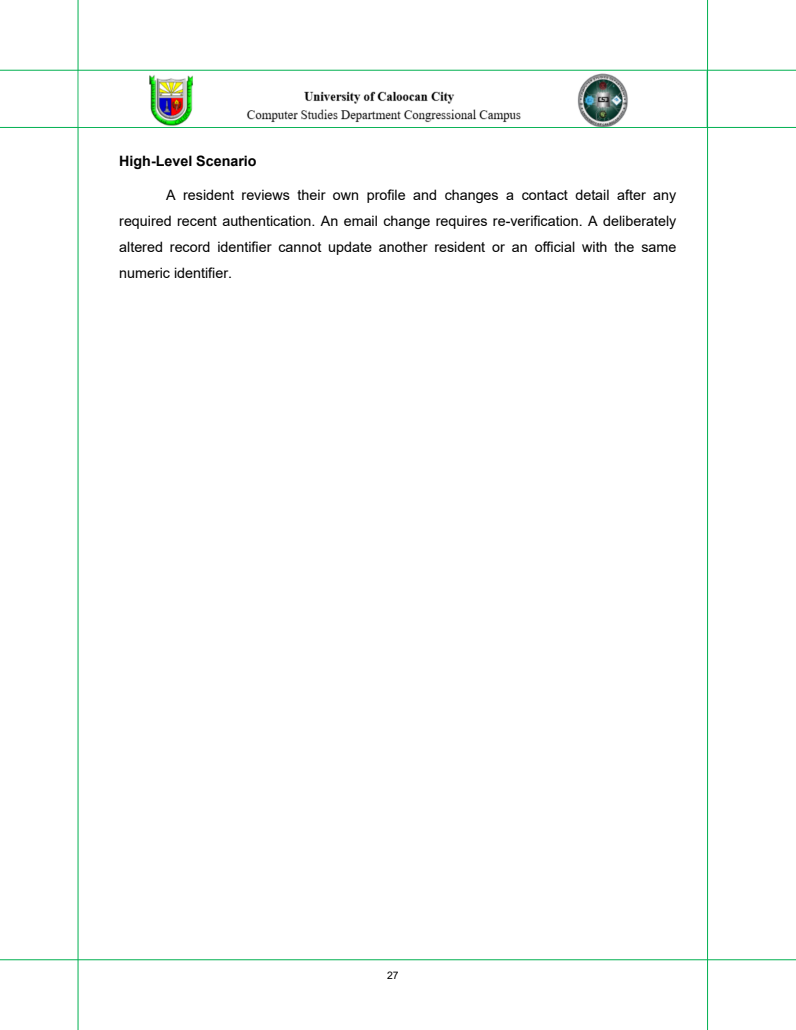 University of Caloocan City
Computer Studies Department Congressional Campus
High-Level Scenario
A resident reviews their own profile and changes a contact detail after any
required recent authentication. An email change requires re-verification. A deliberately
altered record identifier cannot update another resident or an official with the same
numeric identifier.
27